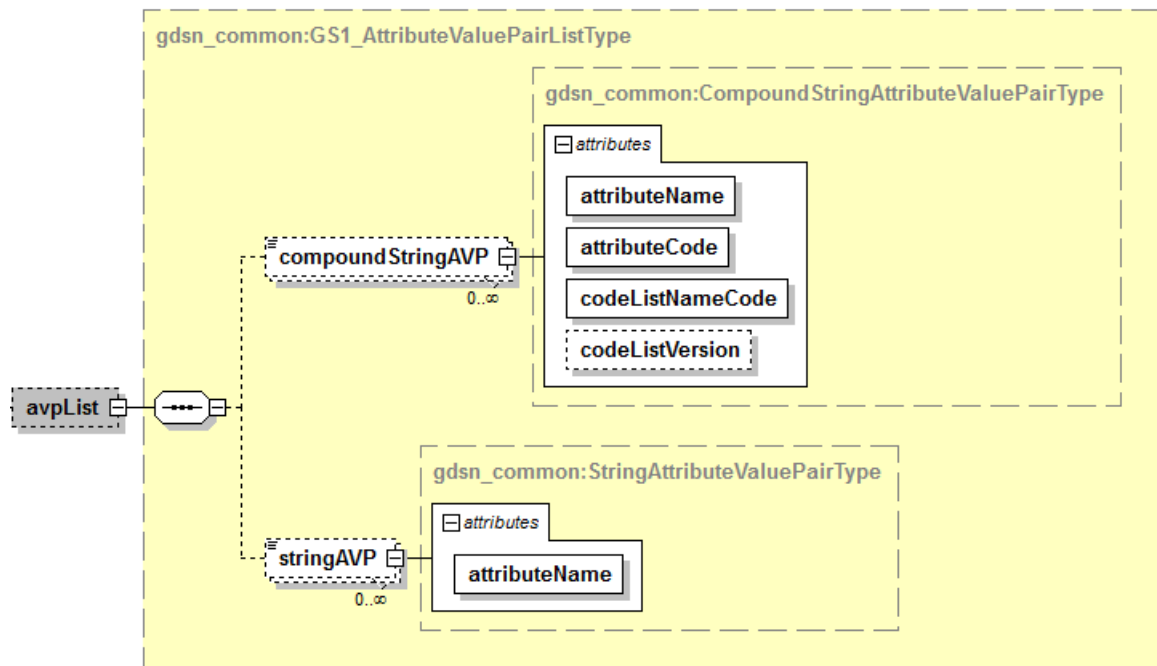 gdsn_common:GS1_AttributeValuePairListType
gdsn_common:CompoundStringAttributeValuePairType
attributes
attributeName
attributeCode
compoundStringAVP
codeListNameCode
0..∞
codeListVersion
avpList
gdsn_common:StringAttributeValuePairType
attributes
stringAVP
attributeName
0..∞